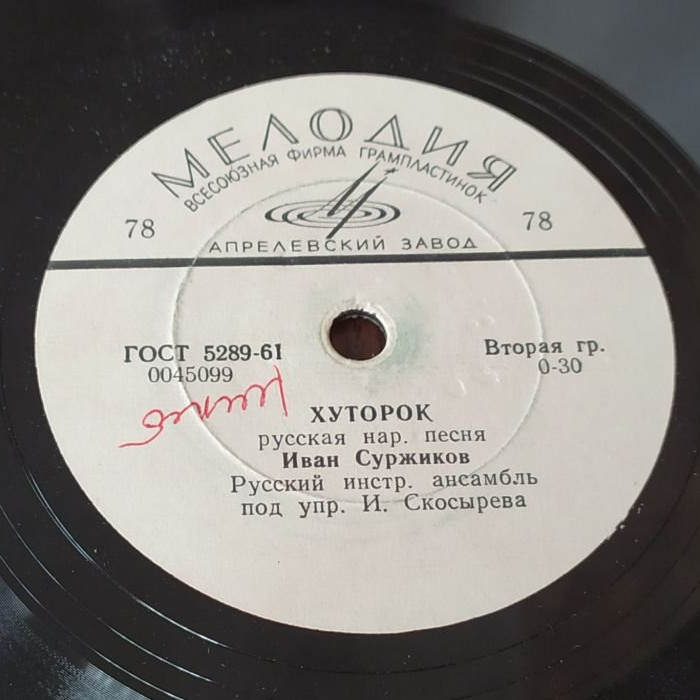 МЕЛОДИЯ
ВСЕСОЮЗНАЯ ФИРМА ГРАМПЛАСТИНОК
78 78
АПРЕЛЕВСКИЙ ЗАВОД
ГОСТ 5289-61 Вторая гр.
0045099 0-30
ХУТОРОК
русская нар. песня
Иван Суржиков
Русский инстр. ансамбль
под упр. И. Скосырева